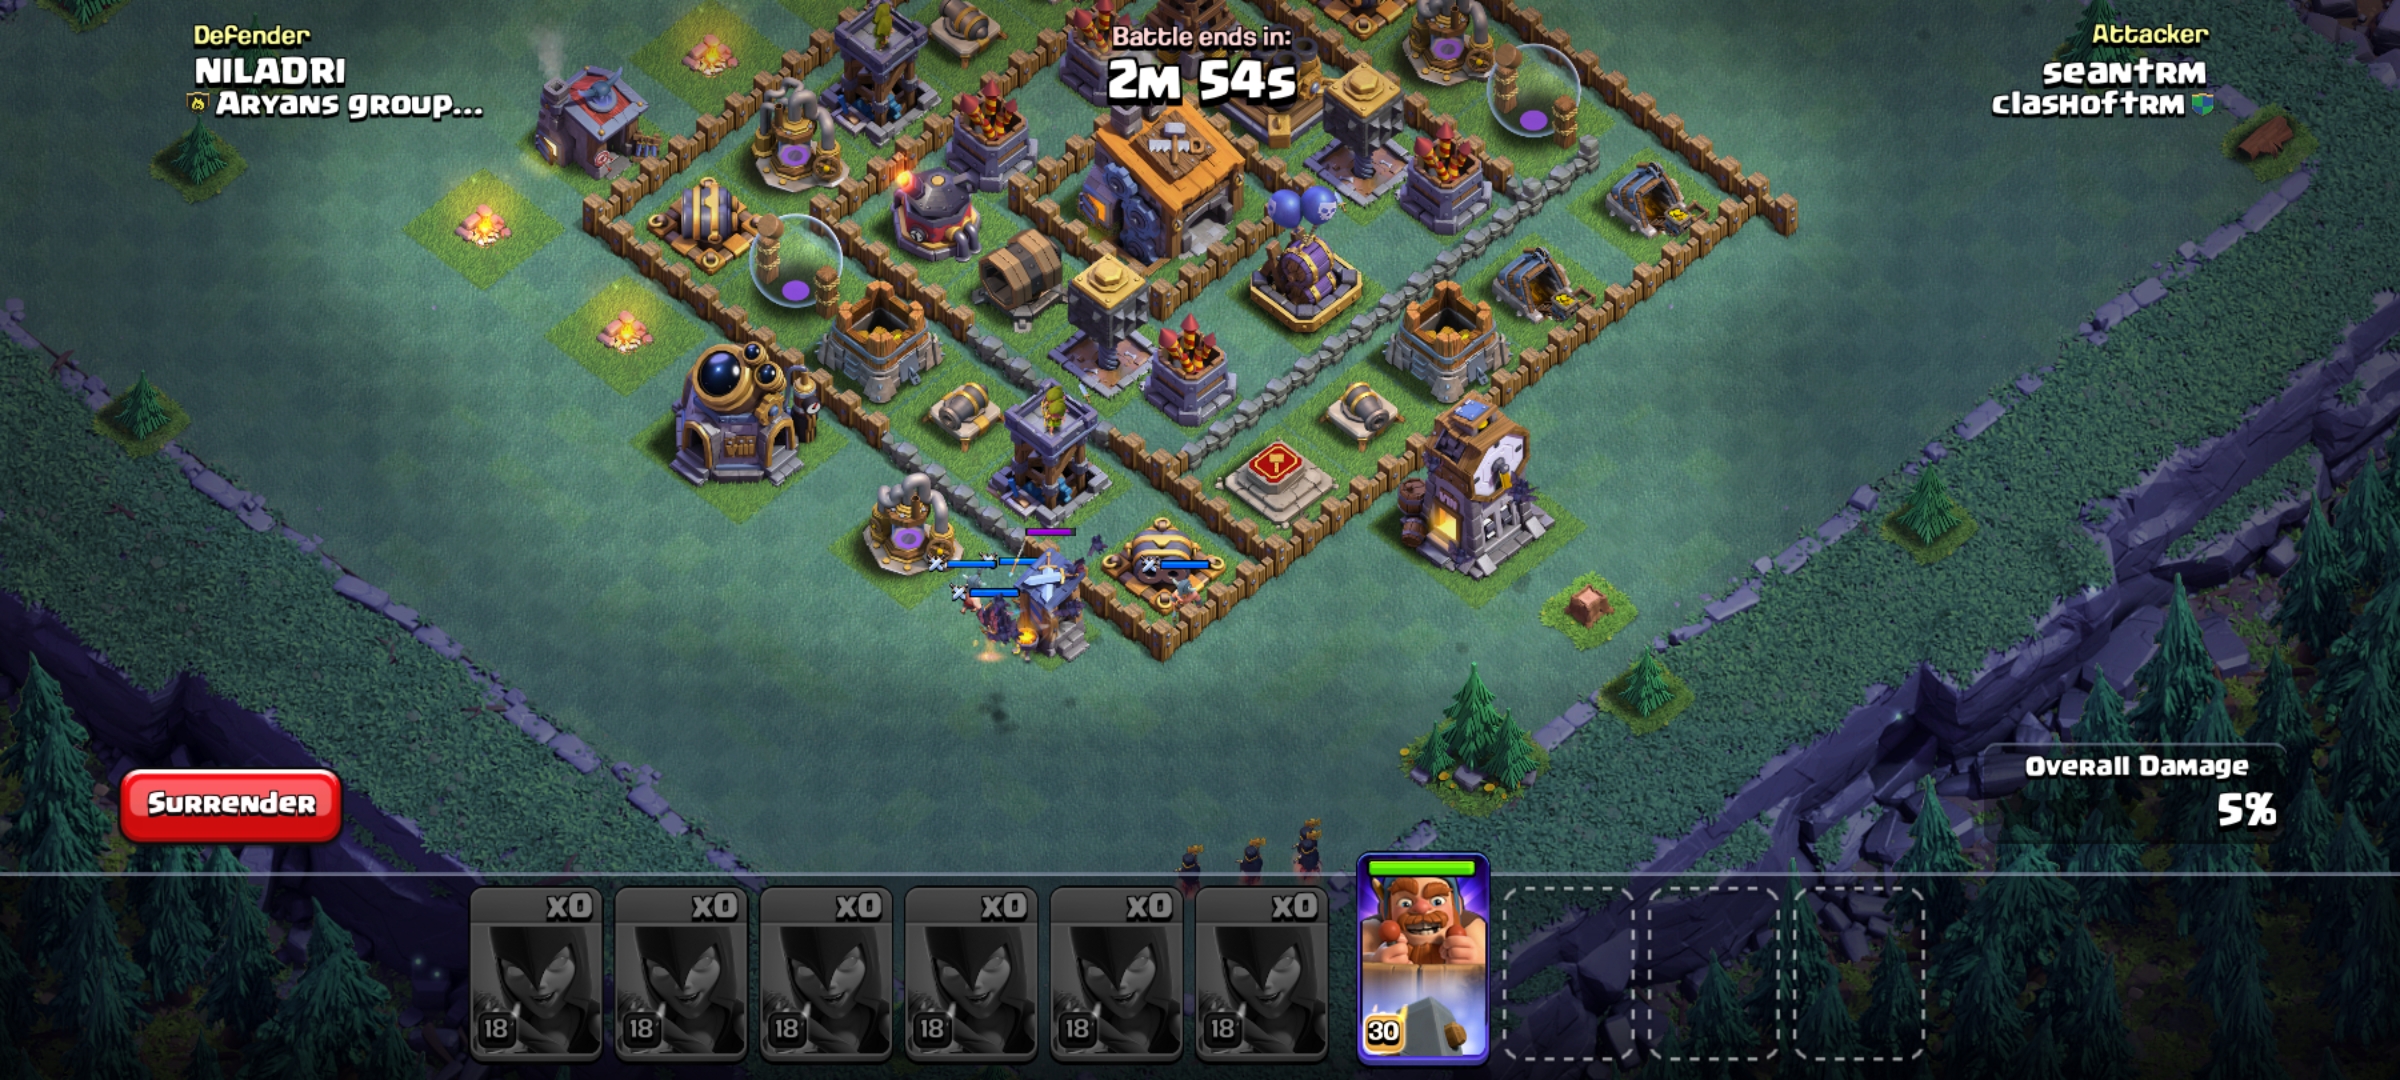 Defender
NILADRI
ARYANS GROUP...
Battle ends in:
2M 54S
Attacker
seantRM
clashoftRM
Surrender
Overall Damage
5%
x0
x0
x0
x0
x0
x0
18
18
18
18
18
18
30